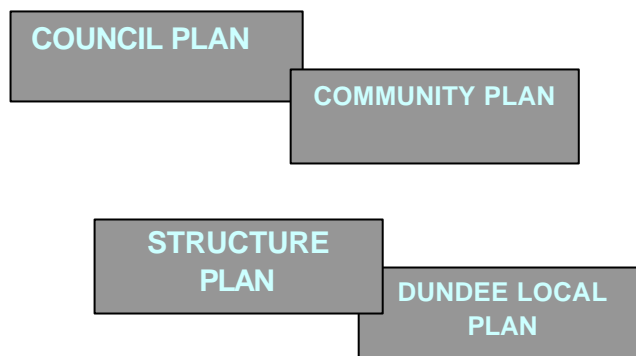 COUNCIL PLAN
COMMUNITY PLAN
STRUCTURE
PLAN
DUNDEE LOCAL
PLAN